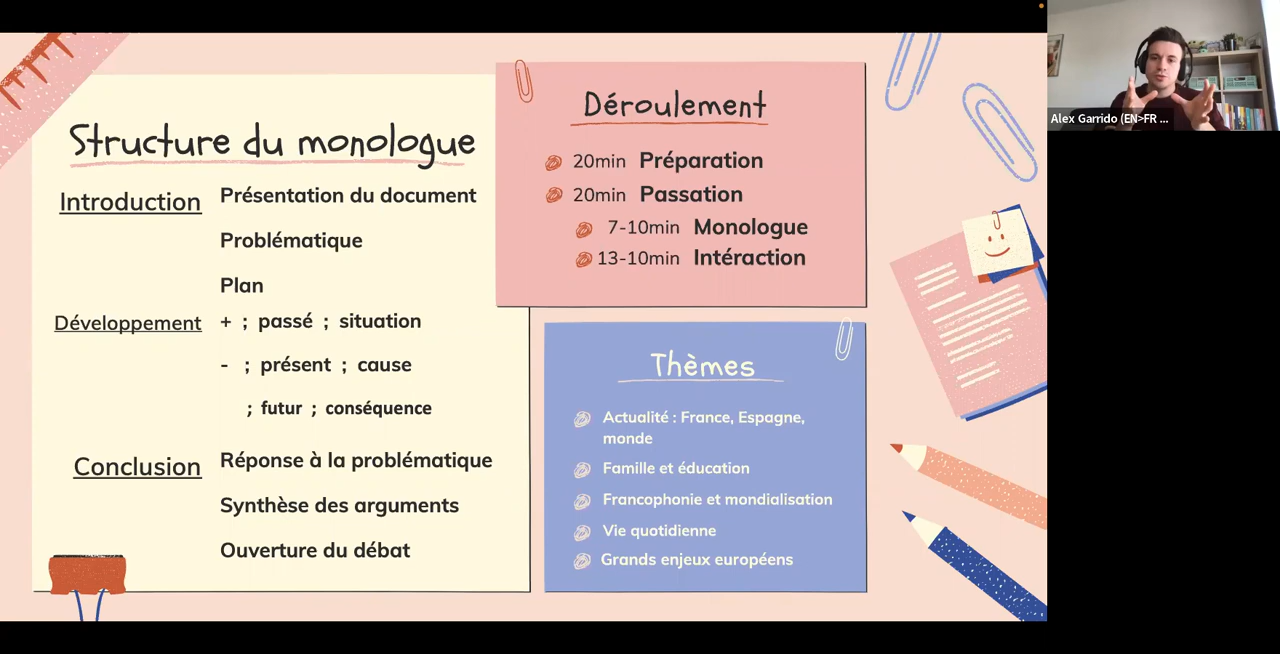 Structure du monologue
Introduction
Présentation du document
Problématique
Plan
Développement
+ ; passé ; situation
- ; présent ; cause
; futur ; conséquence
Conclusion
Réponse à la problématique
Synthèse des arguments
Ouverture du débat
Déroulement
20min Préparation
20min Passation
7-10min Monologue
13-10min Intéraction
Thèmes
Actualité : France, Espagne,
monde
Famille et éducation
Francophonie et mondialisation
Vie quotidienne
Grands enjeux européens
Alex Garrido (EN>FR ...